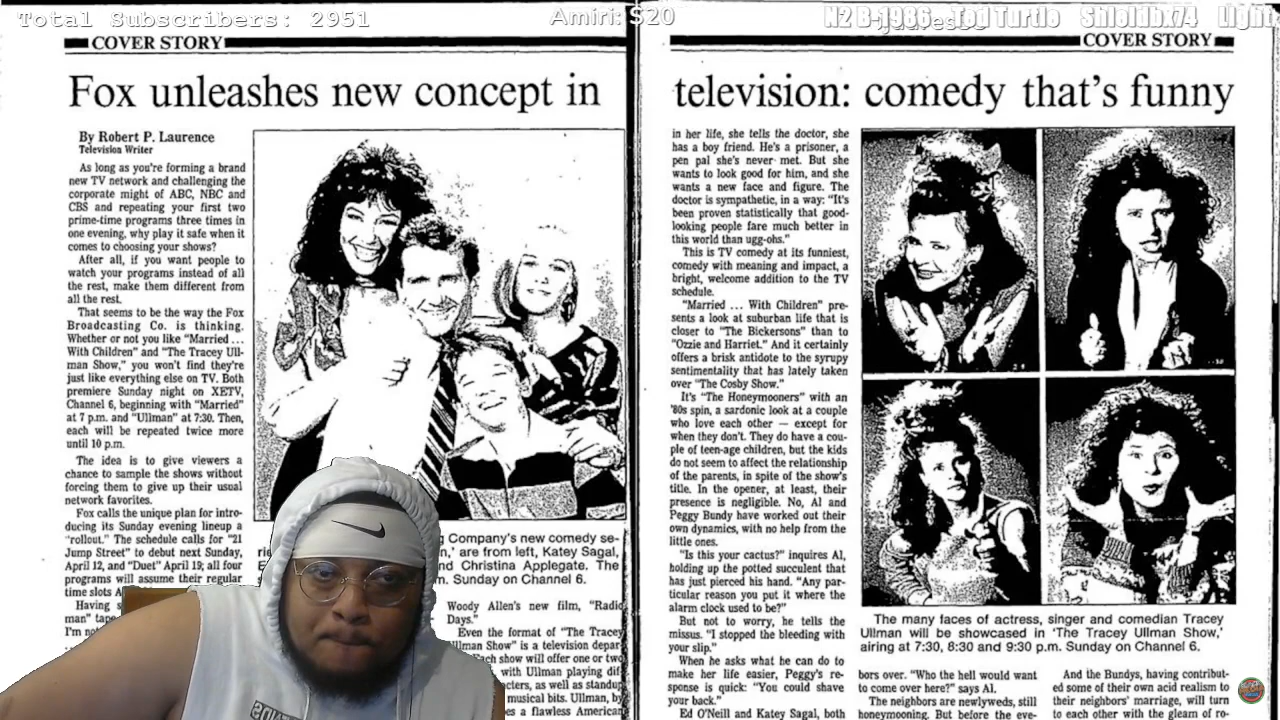 Total Subscribers: 2951
Amiri: $20
N2 B-j1986
Ted Turtle
Shieldbx74
Light
COVER STORY
COVER STORY
Fox unleashes new concept in
television: comedy that's funny
By Robert P. Laurence
Television Writer
As long as you're forming a brand
new TV network and challenging the
corporate might of ABC, NBC and
CBS and repeating your first two
prime-time programs three times in
one evening, why play it safe when it
comes to choosing your shows?
After all, if you want people to
watch your programs instead of all
the rest, make them different from
all the rest.
That seems to be the way the Fox
Broadcasting Co. is thinking.
Whether or not you like "Married ...
With Children" and "The Tracey Ull-
man Show," you won't find they're
just like everything else on TV. Both
premiere Sunday night on XETV,
Channel 6, beginning with "Married"
at 7 p.m. and "Ullman" at 7:30. Then,
each will be repeated twice more
until 10 p.m.
The idea is to give viewers a
chance to sample the shows without
forcing them to give up their usual
network favorites.
Fox calls the unique plan for intro-
ducing its Sunday evening lineup a
"rollout." The schedule calls for "21
Jump Street" to debut next Sunday,
April 12, and "Duet" April 19; all four
programs will assume their regular
time slots A
Having s
man" tape
I'm not
Company's new comedy se-
n,' are from left, Katey Sagal,
nd Christina Applegate. The
m. Sunday on Channel 6.
Woody Allen's new film, "Radio
Days."
Even the format of "The Tracey
Ullman Show" is a television depar-
Each show will offer one or two
with Ullman playing dif-
cters, as well as standup
musical bits. Ullman, by
es a flawless American
in her life, she tells the doctor, she
has a boy friend. He's a prisoner, a
pen pal she's never met. But she
wants to look good for him, and she
wants a new face and figure. The
doctor is sympathetic, in a way: "It's
been proven statistically that good-
looking people fare much better in
this world than ugg-ohs."
This is TV comedy at its funniest,
comedy with meaning and impact, a
bright, welcome addition to the TV
schedule.
"Married ... With Children" pre-
sents a look at suburban life that is
closer to "The Bickersons" than to
"Ozzie and Harriet." And it certainly
offers a brisk antidote to the syrupy
sentimentality that has lately taken
over "The Cosby Show."
It's "The Honeymooners" with an
'80s spin, a sardonic look at a couple
who love each other — except for
when they don't. They do have a cou-
ple of teen-age children, but the kids
do not seem to affect the relationship
of the parents, in spite of the show's
title. In the opener, at least, their
presence is negligible. No, Al and
Peggy Bundy have worked out their
own dynamics, with no help from the
little ones.
"Is this your cactus?" inquires Al,
holding up the potted succulent that
has just pierced his hand. "Any par-
ticular reason you put it where the
alarm clock used to be?"
But not to worry, he tells the
missus. "I stopped the bleeding with
your slip."
When he asks what he can do to
make her life easier, Peggy's re-
sponse is quick: "You could shave
your back."
Ed O'Neill and Katey Sagal, both
The many faces of actress, singer and comedian Tracey
Ullman will be showcased in 'The Tracey Ullman Show,'
airing at 7:30, 8:30 and 9:30 p.m. Sunday on Channel 6.
bors over. "Who the hell would want
to come over here?" says Al.
The neighbors are newlyweds, still
honeymooning. But before the eve-
And the Bundys, having contribut-
ed some of their own acid realism to
their neighbors' marriage, will turn
to each other with the gleam of ro-